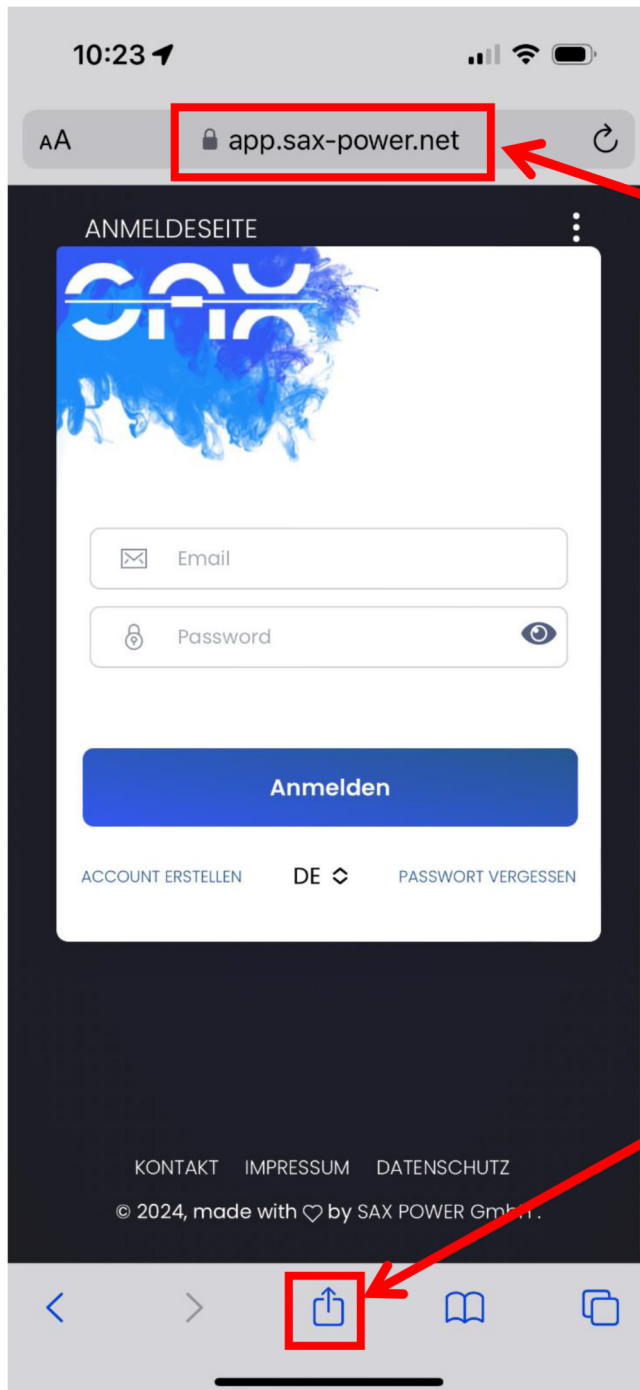 10:23
AA app.sax-power.net
ANMELDESEITE
SAX
Email
Password
Anmelden
ACCOUNT ERSTELLEN DE PASSWORT VERGESSEN
KONTAKT IMPRESSUM DATENSCHUTZ
© 2024, made with ♡ by SAX POWER GmbH .